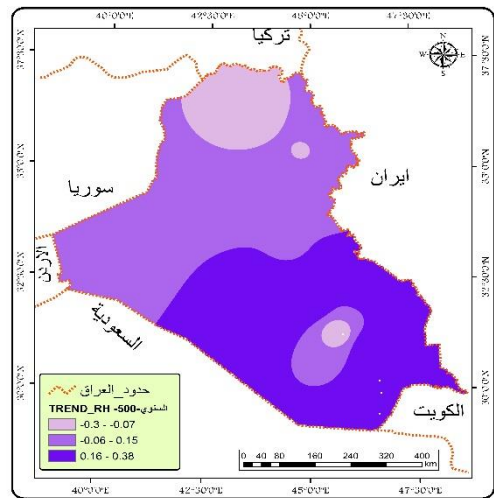 40°0'0"E 42°30'0"E 45°0'0"E 47°30'0"E
تركيا
37°30'0"N 37°30'0"N
N
W E
S
ايران
سوريا
35°0'0"N 35°0'0"N
الاردن
32°30'0"N 32°30'0"N
السعودية
30°0'0"N 30°0'0"N
الكويت
حدود_العراق
TREND_RH -500-السنوي
-0.3 - -0.07
-0.06 - 0.15
0.16 - 0.38
0 40 80 160 240 320 400
km
40°0'0"E 42°30'0"E 45°0'0"E 47°30'0"E